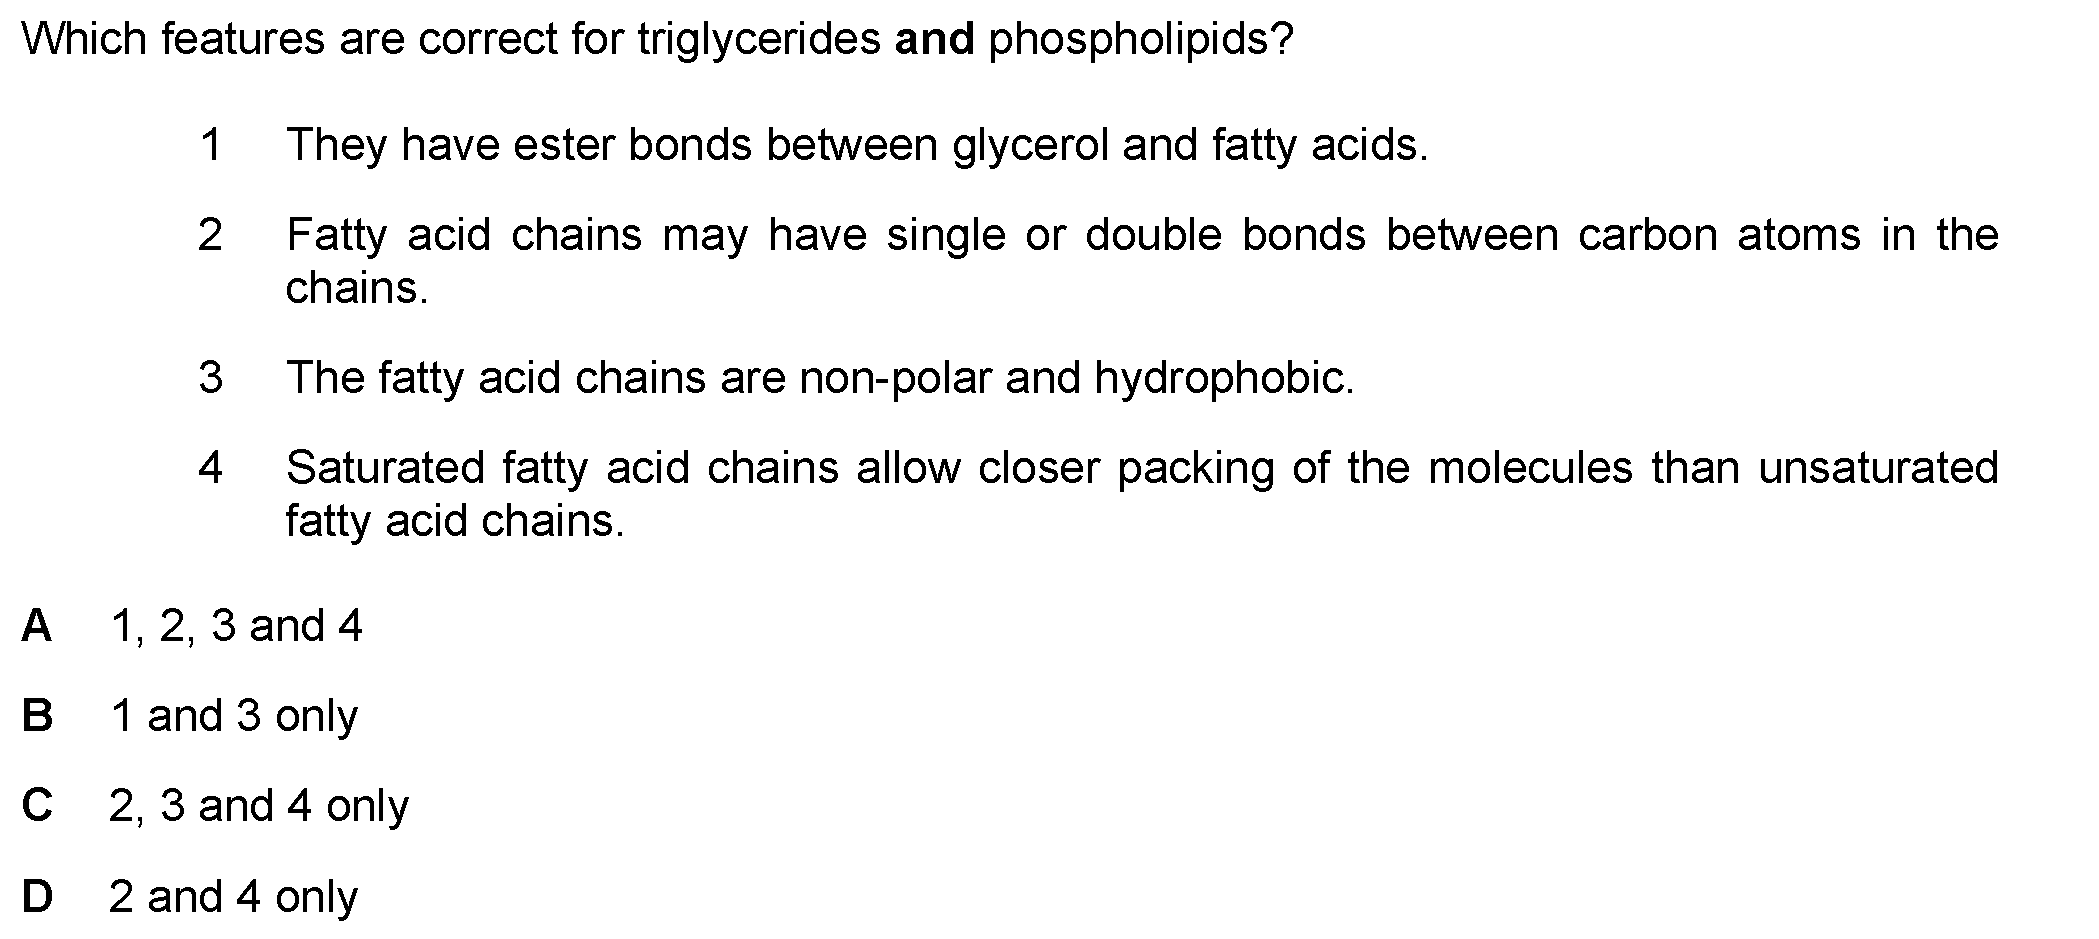 Which features are correct for triglycerides and phospholipids?
1 They have ester bonds between glycerol and fatty acids.
2 Fatty acid chains may have single or double bonds between carbon atoms in the
chains.
3 The fatty acid chains are non-polar and hydrophobic.
4 Saturated fatty acid chains allow closer packing of the molecules than unsaturated
fatty acid chains.
A 1, 2, 3 and 4
B 1 and 3 only
C 2, 3 and 4 only
D 2 and 4 only